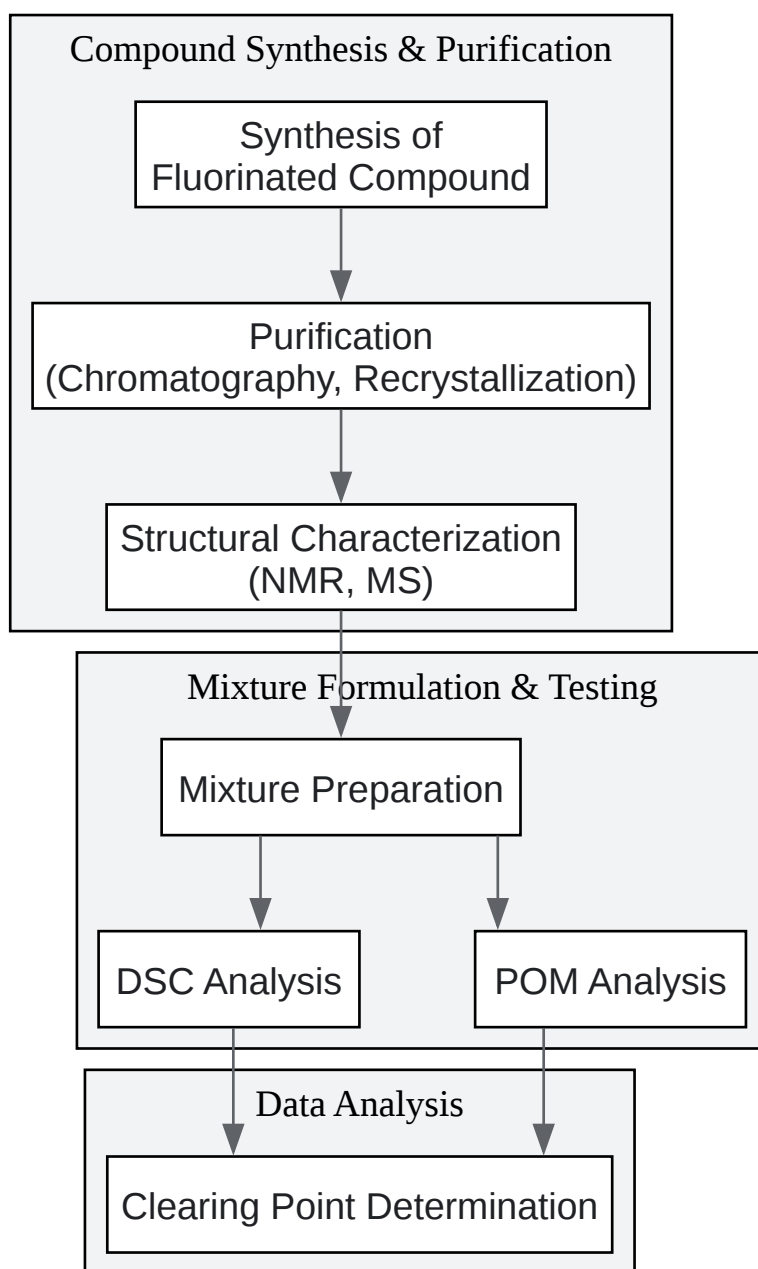 Compound Synthesis & Purification
Synthesis of
Fluorinated Compound
Purification
(Chromatography, Recrystallization)
Structural Characterization
(NMR, MS)
Mixture Formulation & Testing
Mixture Preparation
DSC Analysis
POM Analysis
Data Analysis
Clearing Point Determination